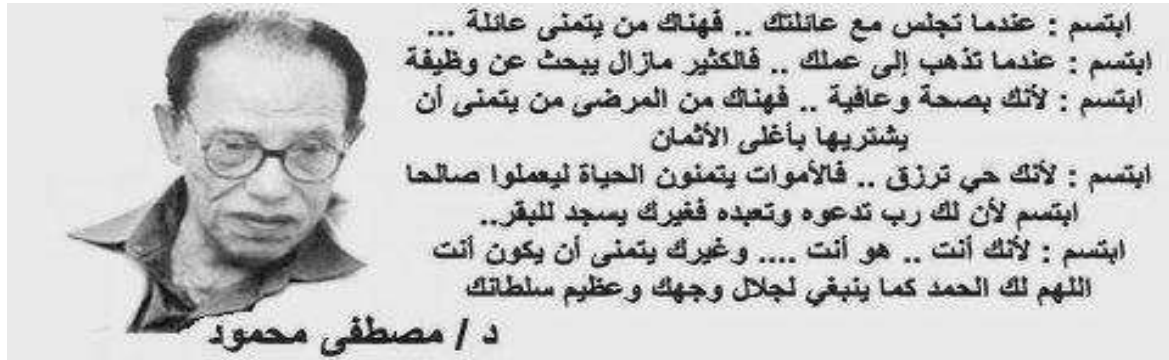 ابتسم : عندما تجلس مع عائلتك .. فهناك من يتمنى عائلة ...
ابتسم : عندما تذهب إلى عملك .. فالكثير مازال يبحث عن وظيفة
ابتسم : لأنك بصحة وعافية .. فهناك من المرضى من يتمنى أن
يشتريها بأغلى الأثمان
ابتسم : لأنك حي ترزق .. فالأموات يتمنون الحياة ليعملوا صالحا
ابتسم لأن لك رب تدعوه وتعبده فغيرك يسجد للبقر..
ابتسم : لأنك أنت .. هو أنت .... وغيرك يتمنى أن يكون أنت
اللهم لك الحمد كما ينبغي لجلال وجهك وعظيم سلطانك
د / مصطفى محمود